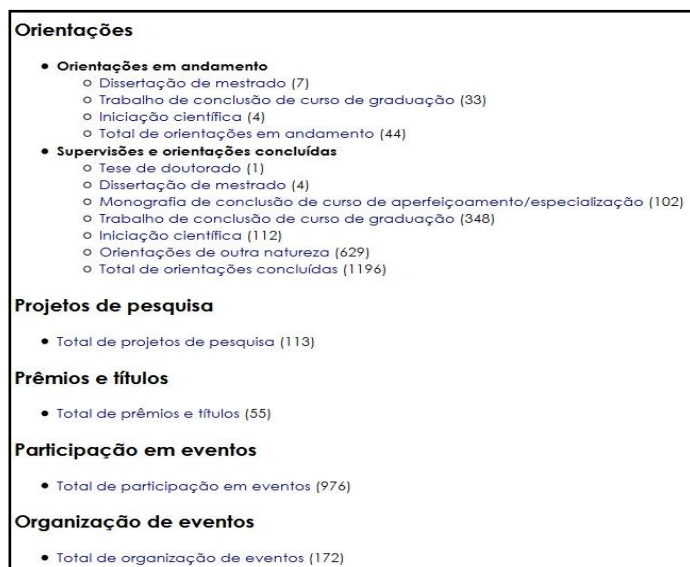 Orientações
Orientações em andamento
Dissertação de mestrado (7)
Trabalho de conclusão de curso de graduação (33)
Iniciação científica (4)
Total de orientações em andamento (44)
Supervisões e orientações concluídas
Tese de doutorado (1)
Dissertação de mestrado (4)
Monografia de conclusão de curso de aperfeiçoamento/especialização (102)
Trabalho de conclusão de curso de graduação (348)
Iniciação científica (112)
Orientações de outra natureza (629)
Total de orientações concluídas (1196)
Projetos de pesquisa
Total de projetos de pesquisa (113)
Prêmios e títulos
Total de prêmios e títulos (55)
Participação em eventos
Total de participação em eventos (976)
Organização de eventos
Total de organização de eventos (172)